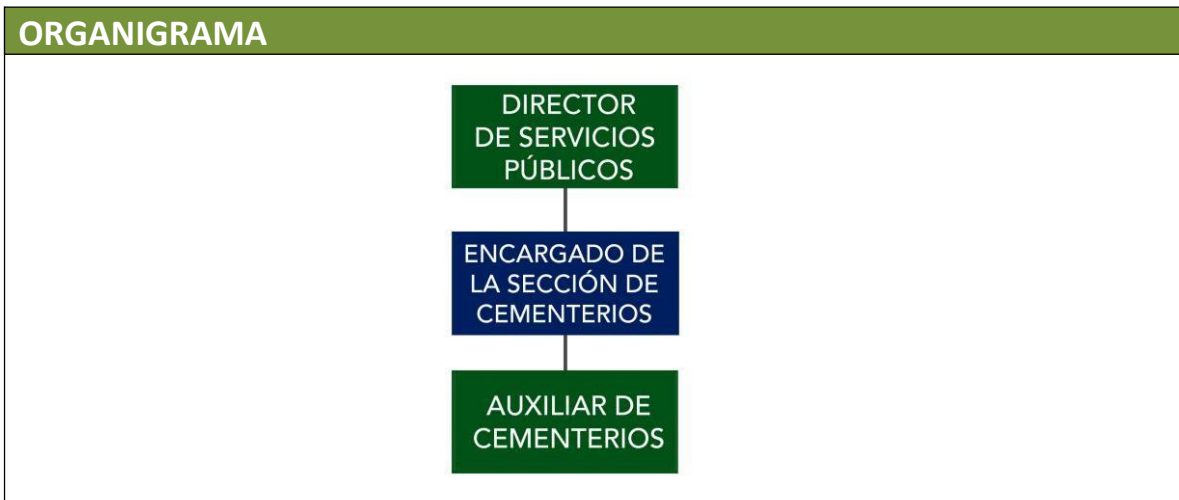 ORGANIGRAMA
DIRECTOR
DE SERVICIOS
PÚBLICOS
ENCARGADO DE
LA SECCIÓN DE
CEMENTERIOS
AUXILIAR DE
CEMENTERIOS